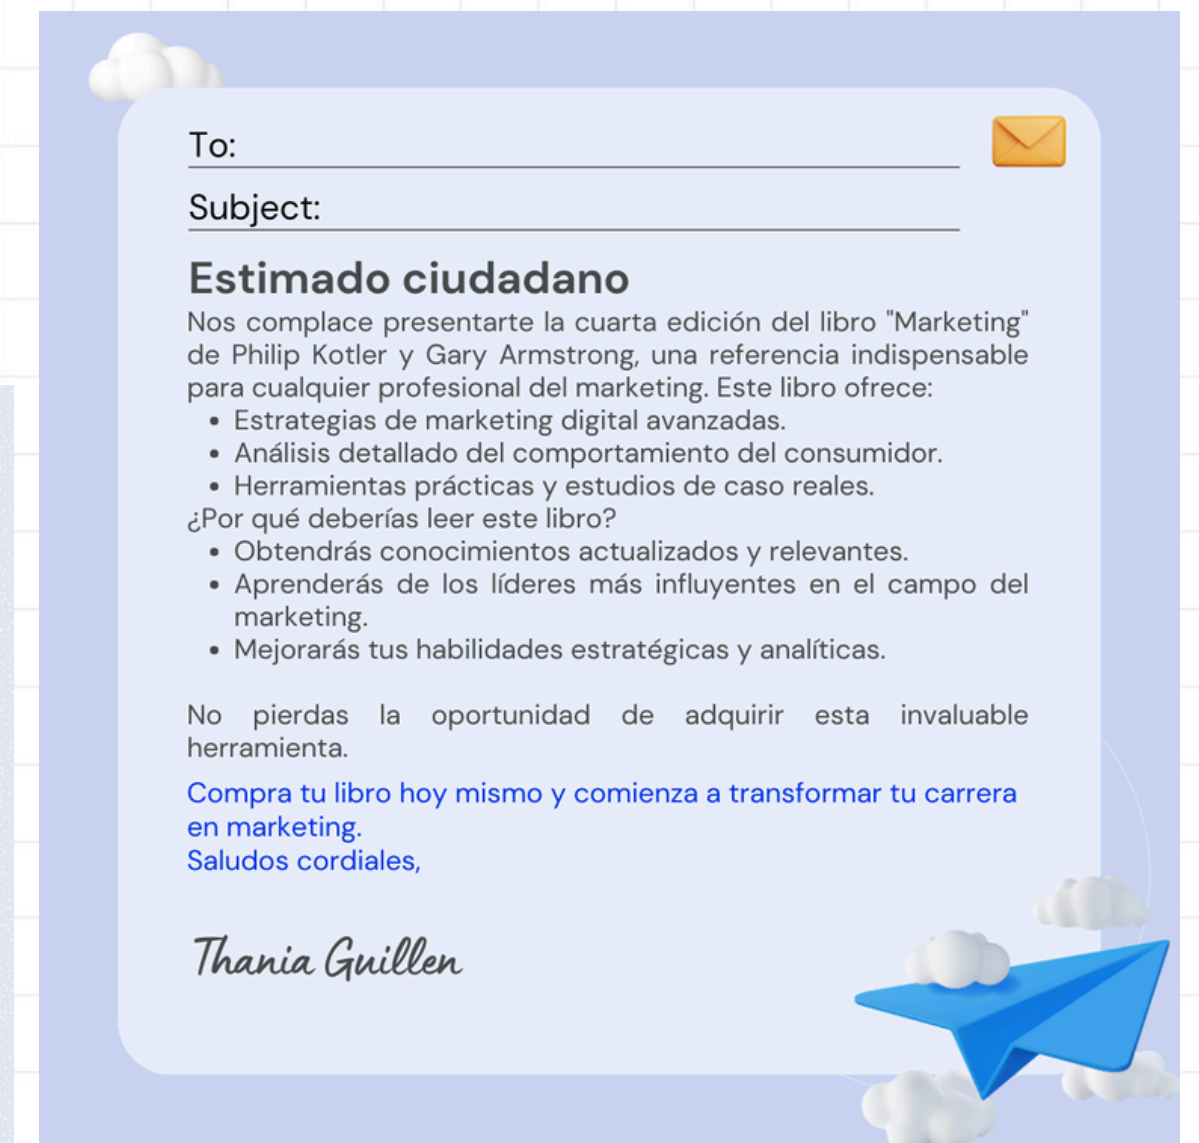 To:
Subject:
Estimado ciudadano
Nos complace presentarte la cuarta edición del libro "Marketing"
de Philip Kotler y Gary Armstrong, una referencia indispensable
para cualquier profesional del marketing. Este libro ofrece:
• Estrategias de marketing digital avanzadas.
• Análisis detallado del comportamiento del consumidor.
• Herramientas prácticas y estudios de caso reales.
¿Por qué deberías leer este libro?
• Obtendrás conocimientos actualizados y relevantes.
• Aprenderás de los líderes más influyentes en el campo del
marketing.
• Mejorarás tus habilidades estratégicas y analíticas.
No pierdas la oportunidad de adquirir esta invaluable
herramienta.
Compra tu libro hoy mismo y comienza a transformar tu carrera
en marketing.
Saludos cordiales,
Thania Guillen